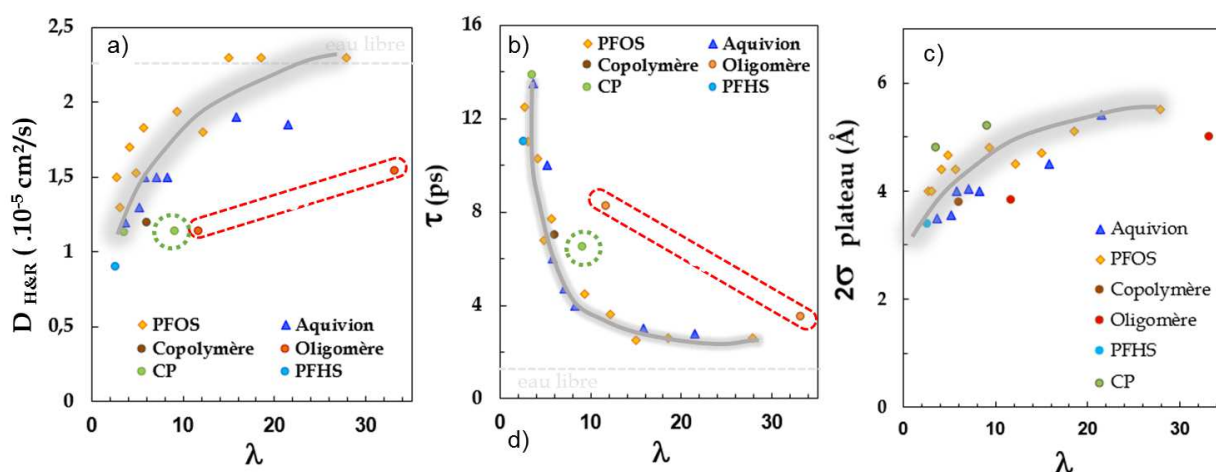 a)
D H&R ( .10⁻⁵ cm²/s)
2,5
2
1,5
1
0,5
0
eau libre
PFOS
Aquivion
Copolymère
Oligomère
CP
PFHS
0
10
20
30
λ
b)
τ (ps)
16
12
8
4
0
PFOS
Aquivion
Copolymère
Oligomère
CP
PFHS
eau libre
0
10
20
30
λ
d)
c)
2σ plateau (Å)
6
4
2
0
Aquivion
PFOS
Copolymère
Oligomère
PFHS
CP
0
10
20
30
λ